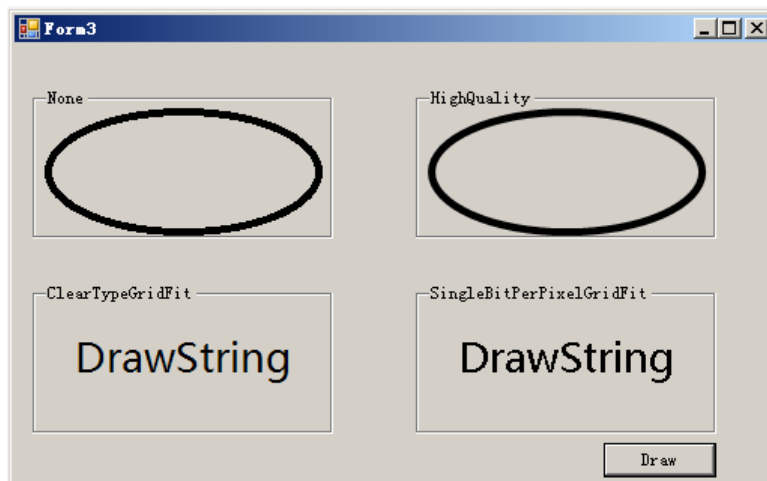 Form3
None
HighQuality
ClearTypeGridFit
SingleBitPerPixelGridFit
DrawString
DrawString
Draw